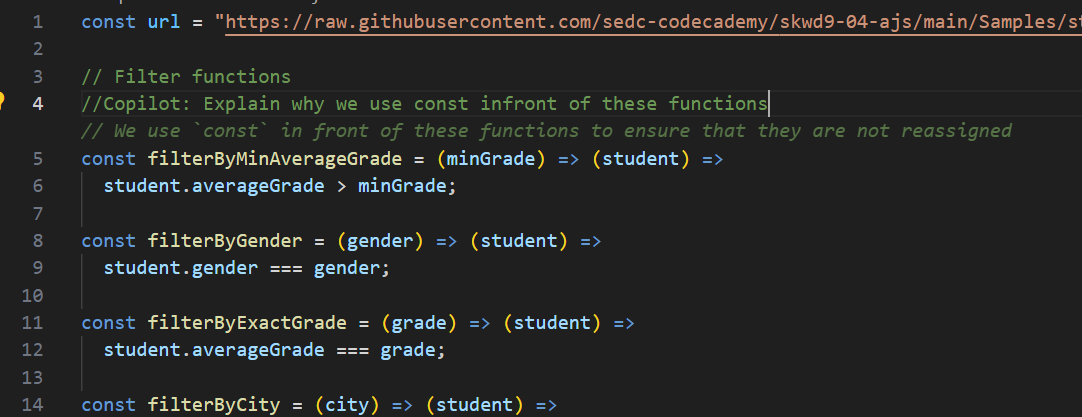 1 const url = "https://raw.githubusercontent.com/sedc-codecademy/skwd9-04-ajs/main/Samples/st
2
3 // Filter functions
4 //Copilot: Explain why we use const infront of these functions
// We use `const` in front of these functions to ensure that they are not reassigned
5 const filterByMinAverageGrade = (minGrade) => (student) =>
6 student.averageGrade > minGrade;
7
8 const filterByGender = (gender) => (student) =>
9 student.gender === gender;
10
11 const filterByExactGrade = (grade) => (student) =>
12 student.averageGrade === grade;
13
14 const filterByCity = (city) => (student) =>